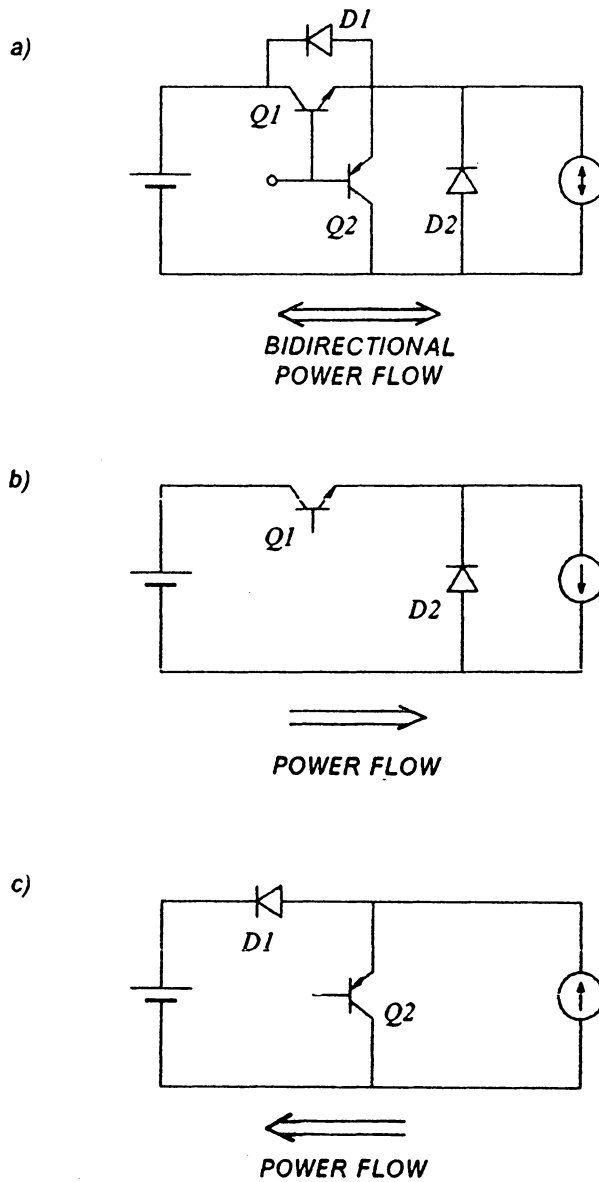 a)
D1
Q1
Q2
D2
BIDIRECTIONAL
POWER FLOW
b)
Q1
D2
POWER FLOW
c)
D1
Q2
POWER FLOW